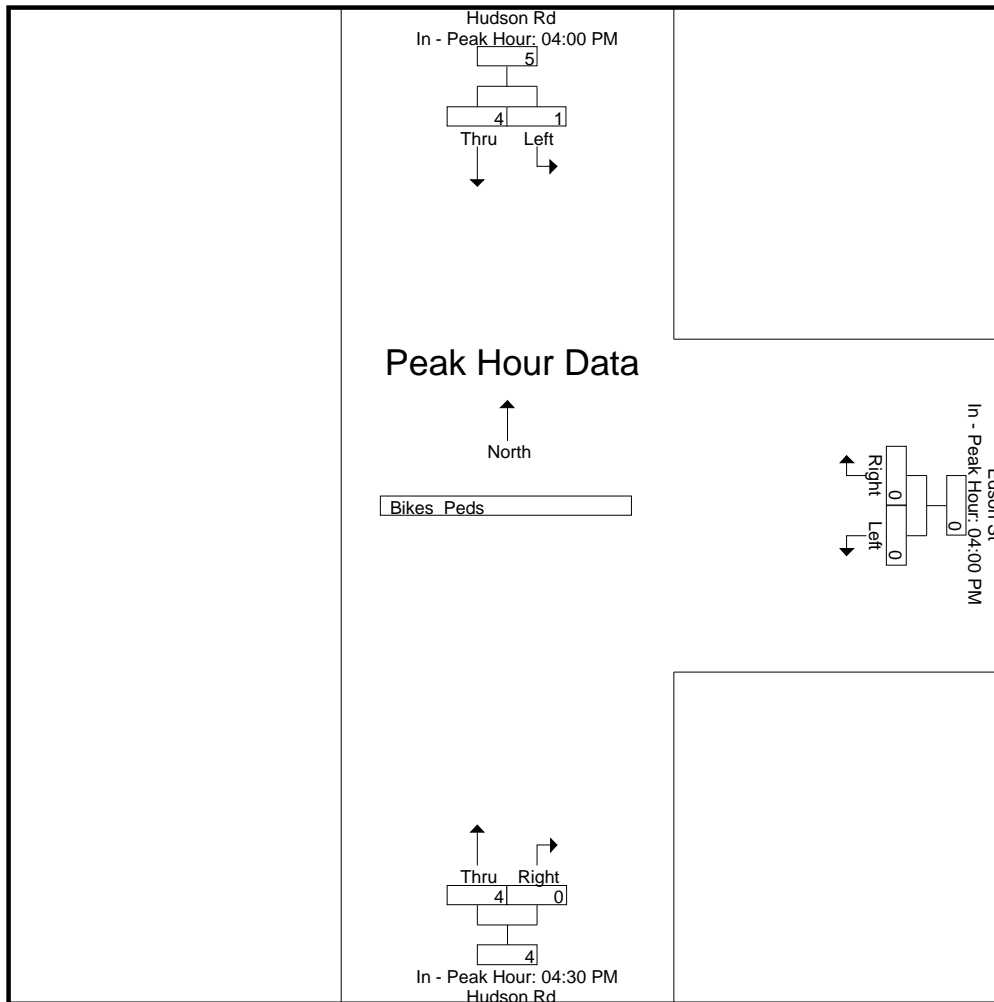 Hudson Rd
In - Peak Hour: 04:00 PM
5
4 1
Thru Left
Peak Hour Data
North
Bikes Peds
Right Left
0 0
0
In - Peak Hour: 04:00 PM
Thru Right
4 0
4
In - Peak Hour: 04:30 PM
Hudson Rd